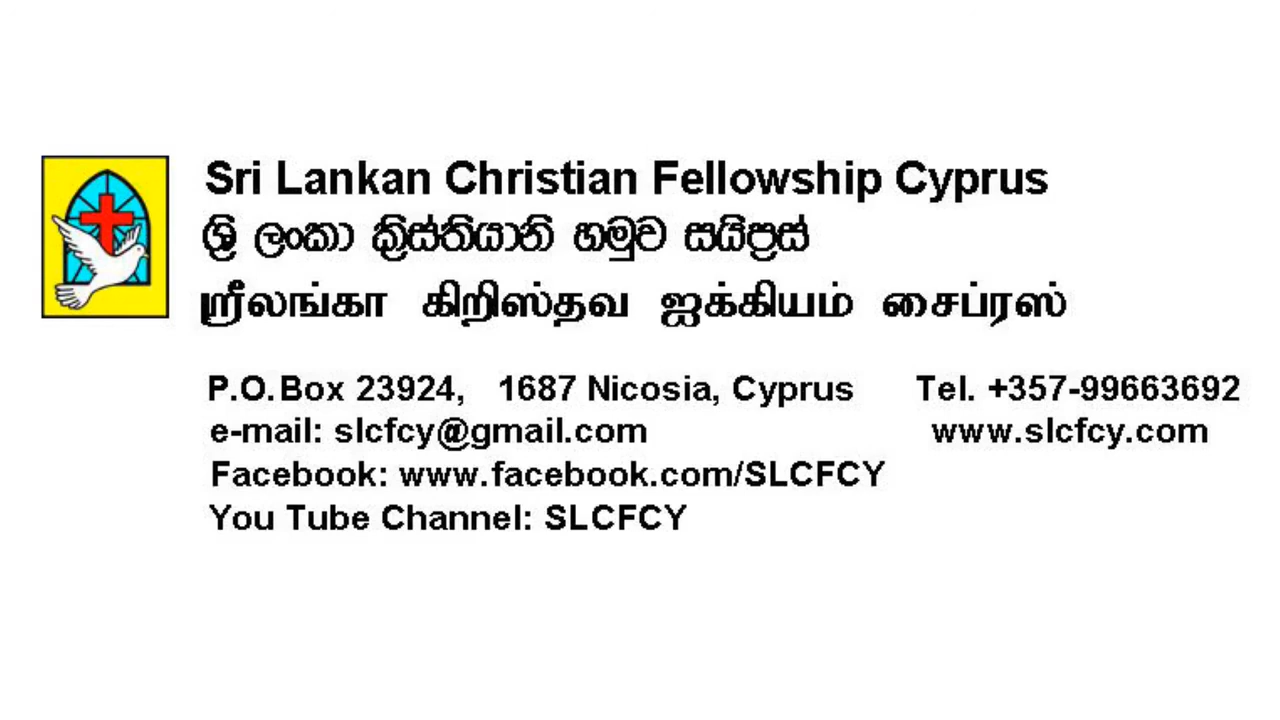 Sri Lankan Christian Fellowship Cyprus
ශ්‍රී ලංකා ක්‍රිස්තියානි හමුව සයිප්‍රස්
ஸ்ரீலங்கா கிறிஸ்தவ ஐக்கியம் சைப்ரஸ்
P.O.Box 23924, 1687 Nicosia, Cyprus Tel. +357-99663692
e-mail: slcfcy@gmail.com www.slcfcy.com
Facebook: www.facebook.com/SLCFCY
You Tube Channel: SLCFCY